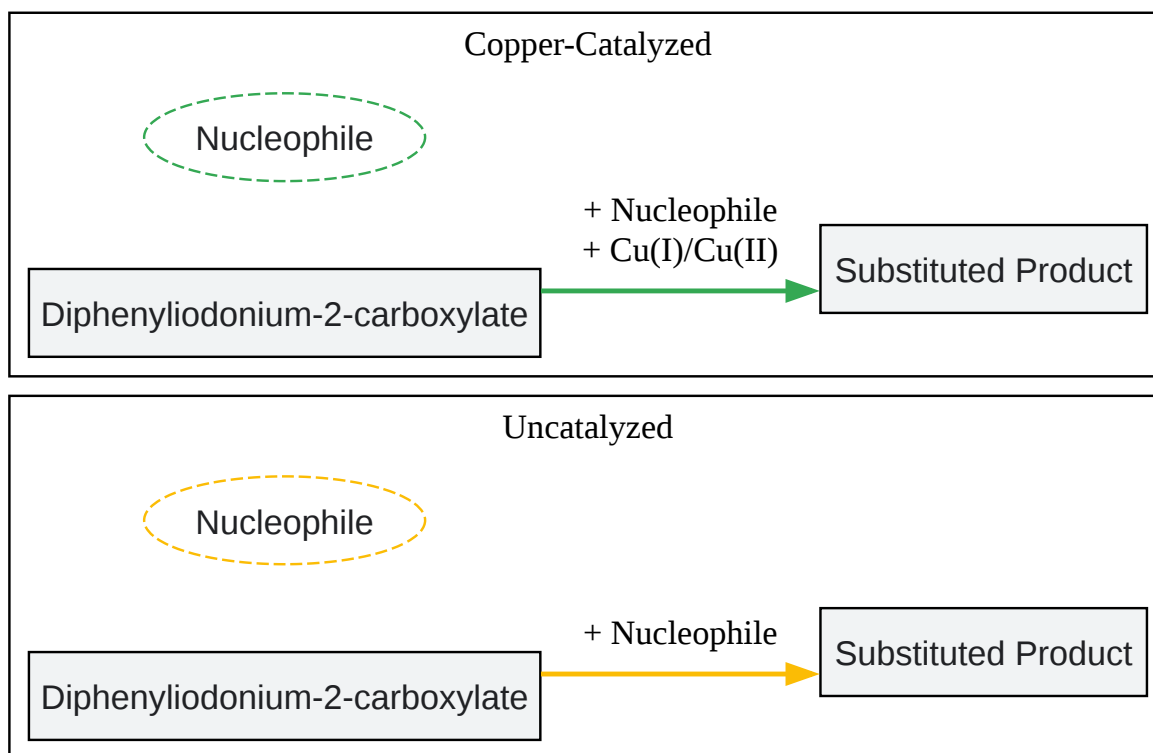 Copper-Catalyzed
Nucleophile
+ Nucleophile
+ Cu(I)/Cu(II)
Diphenyliodonium-2-carboxylate
Substituted Product
Uncatalyzed
Nucleophile
+ Nucleophile
Diphenyliodonium-2-carboxylate
Substituted Product